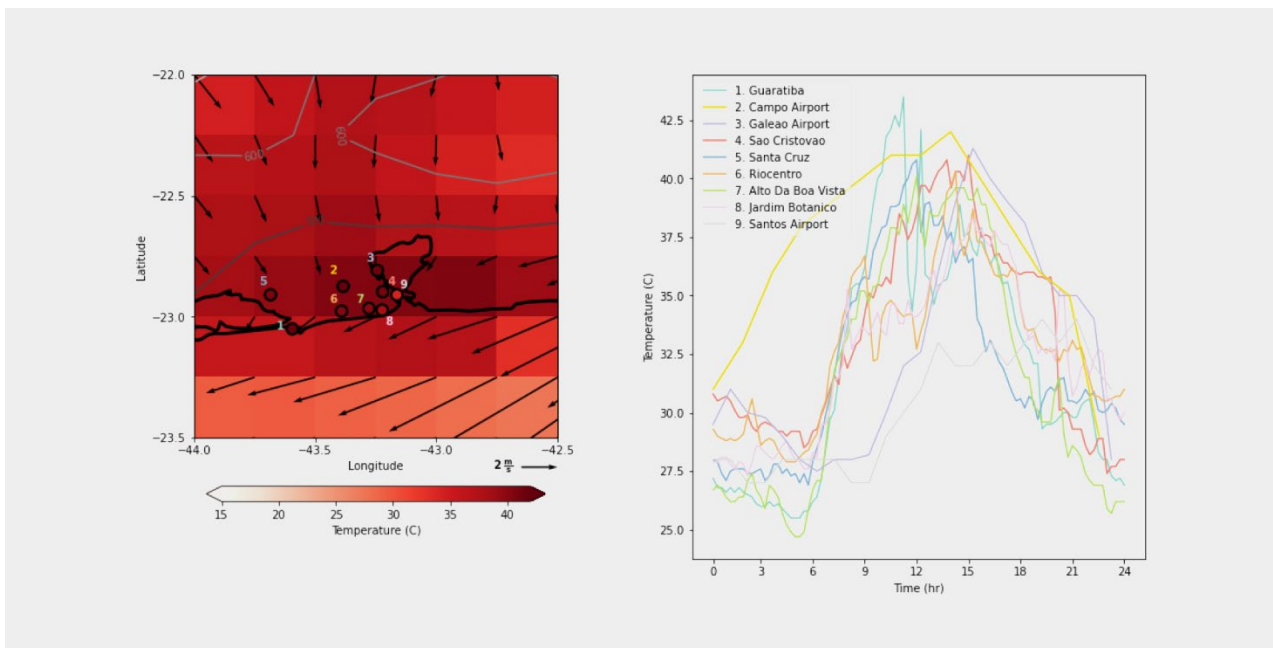 −22.0
−22.5
−23.0
−23.5
Latitude
600
600
1
2
3
4
5
6
7
8
9
−44.0
−43.5
−43.0
−42.5
Longitude
2 m/s
15
20
25
30
35
40
Temperature (C)
1. Guaratiba
2. Campo Airport
3. Galeao Airport
4. Sao Cristovao
5. Santa Cruz
6. Riocentro
7. Alto Da Boa Vista
8. Jardim Botanico
9. Santos Airport
42.5
40.0
37.5
35.0
32.5
30.0
27.5
25.0
Temperature (C)
0
3
6
9
12
15
18
21
24
Time (hr)